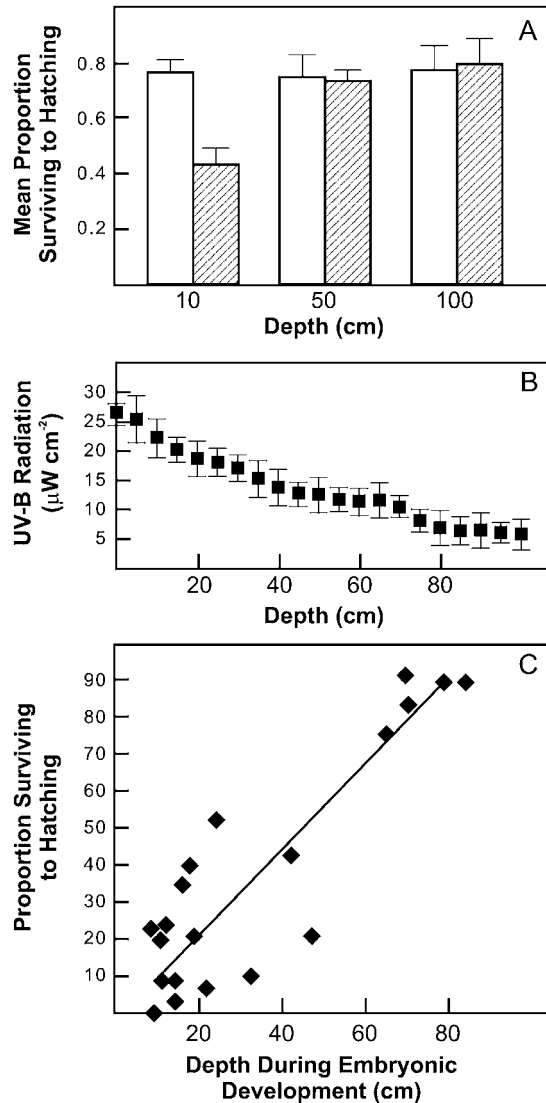 A
Mean Proportion
Surviving to Hatching
0.8
0.6
0.4
0.2
10 50 100
Depth (cm)
B
UV-B Radiation
(μW cm⁻²)
30
25
20
15
10
5
20 40 60 80
Depth (cm)
C
Proportion Surviving
to Hatching
90
80
70
60
50
40
30
20
10
20 40 60 80
Depth During Embryonic
Development (cm)